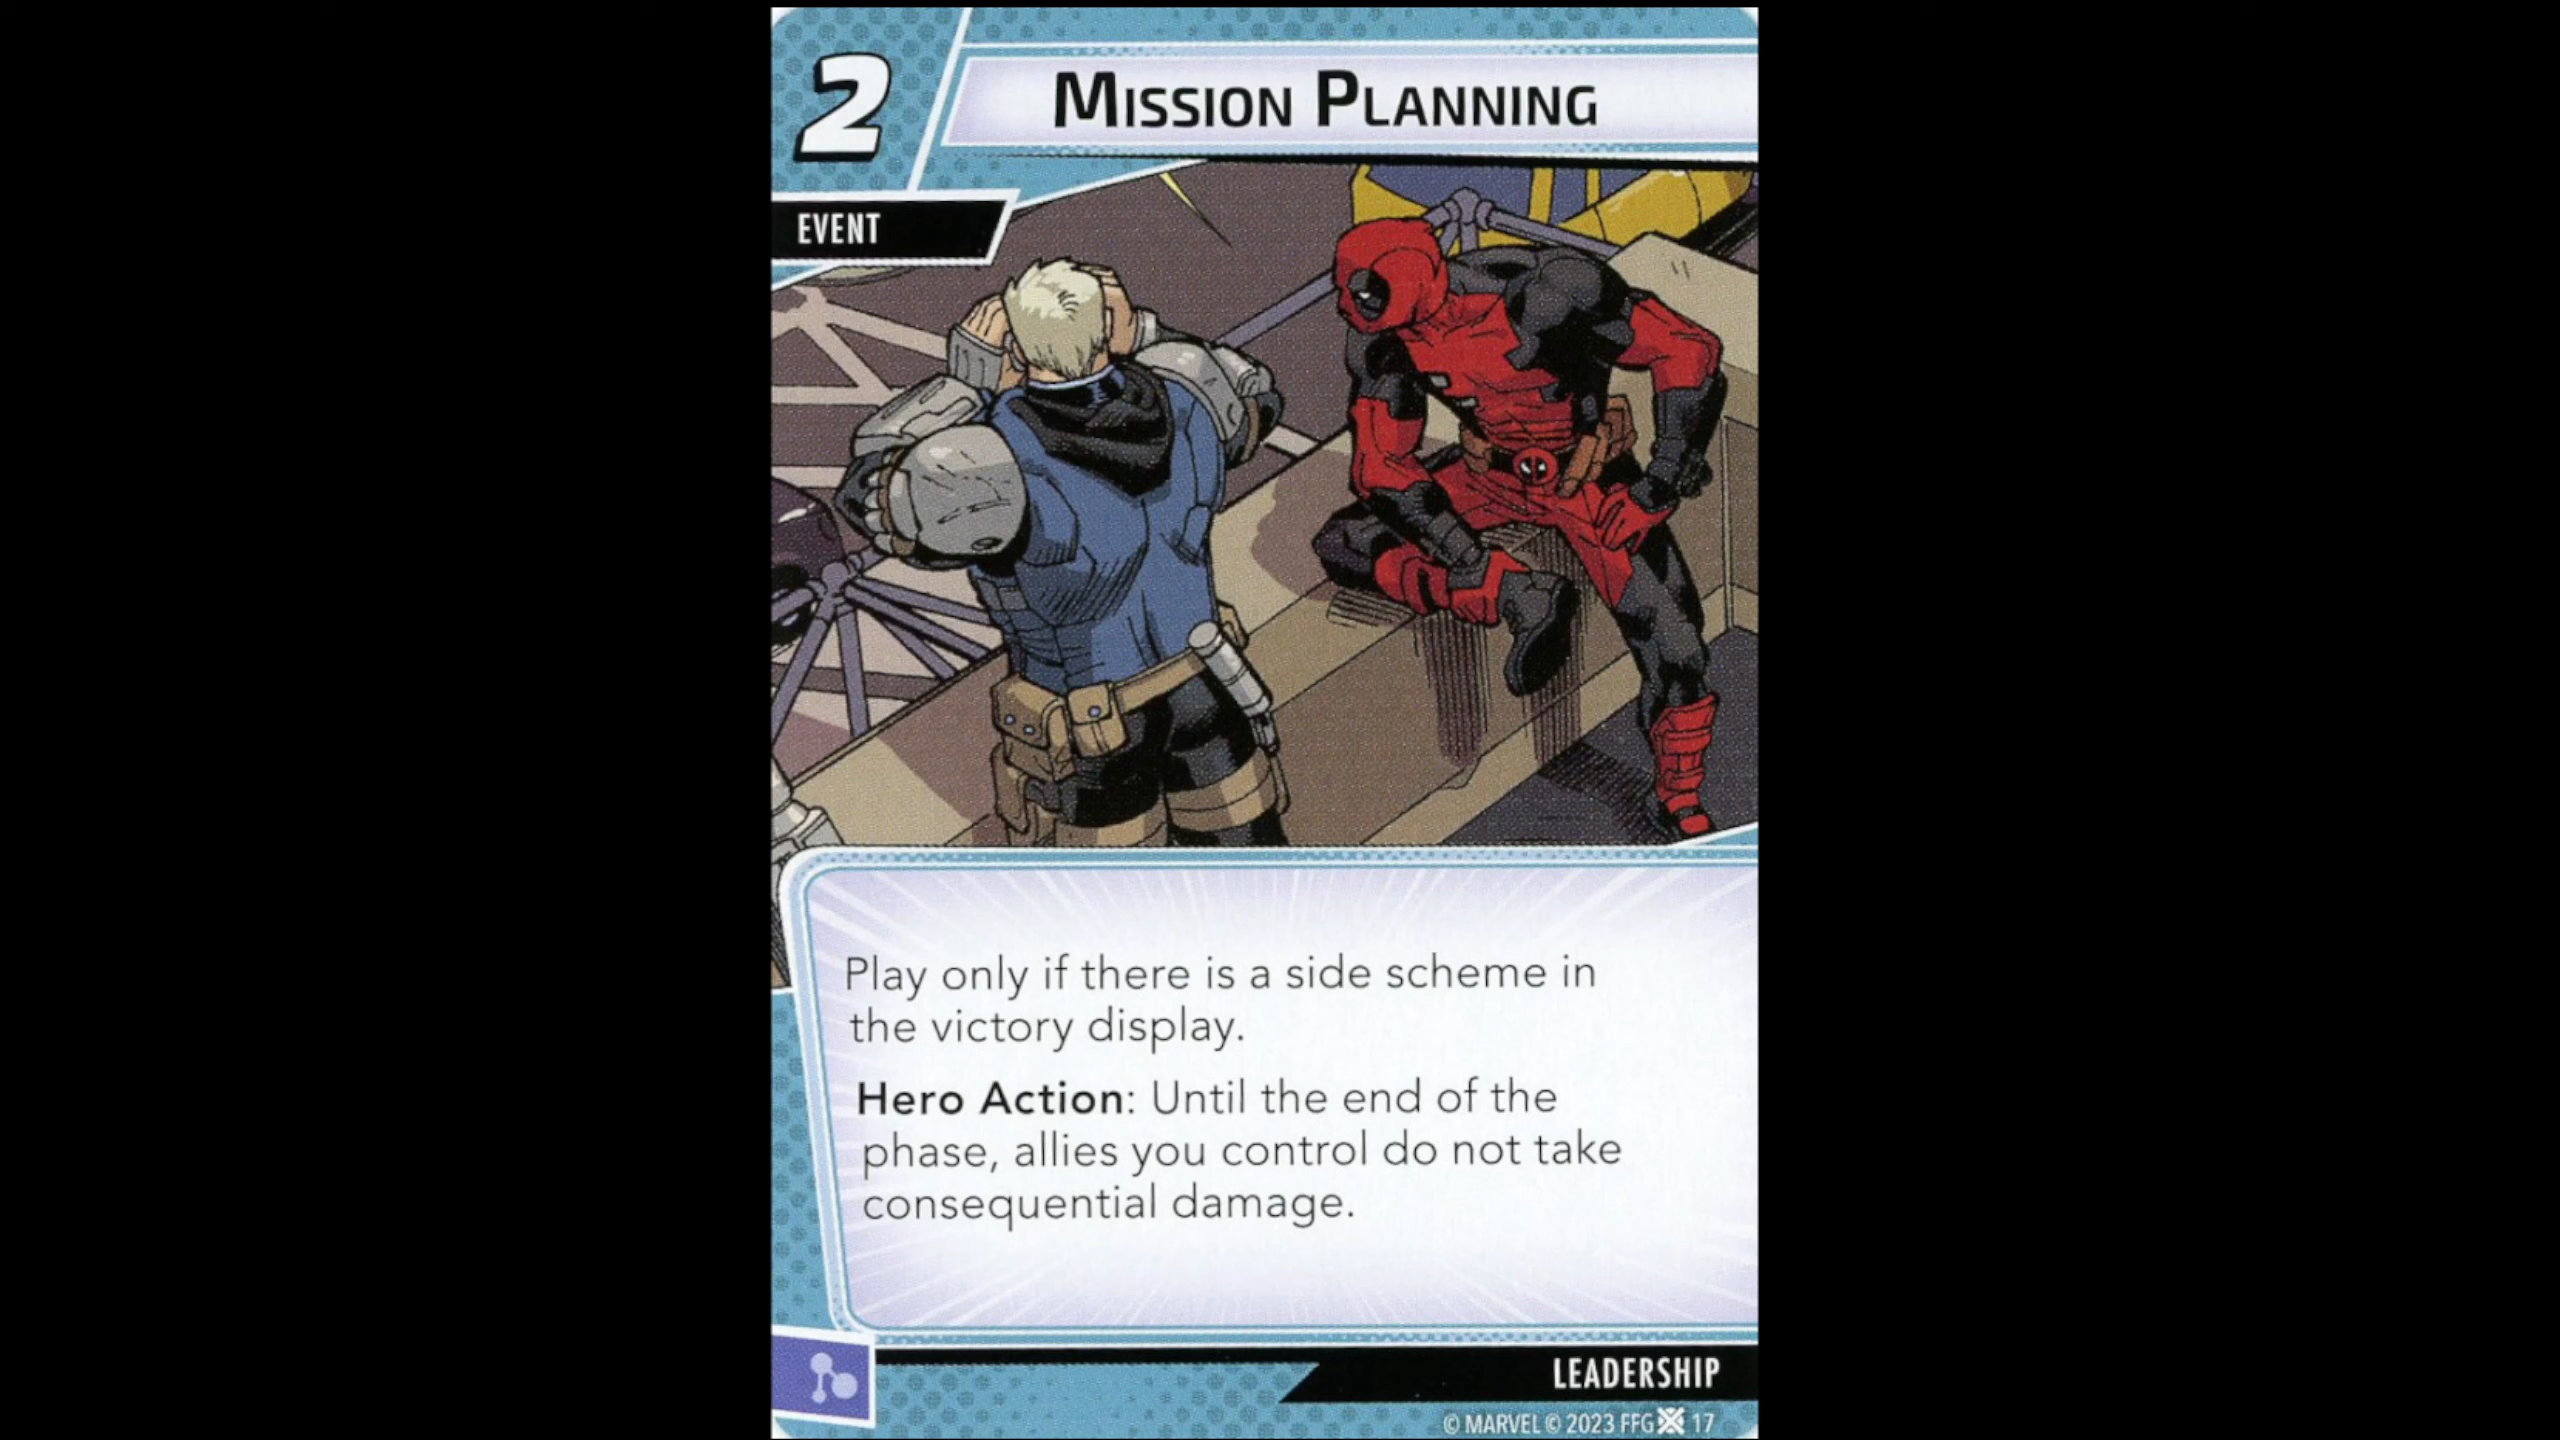 2
MISSION PLANNING
EVENT
Play only if there is a side scheme in
the victory display.
Hero Action: Until the end of the
phase, allies you control do not take
consequential damage.
LEADERSHIP
© MARVEL © 2023 FFG 17